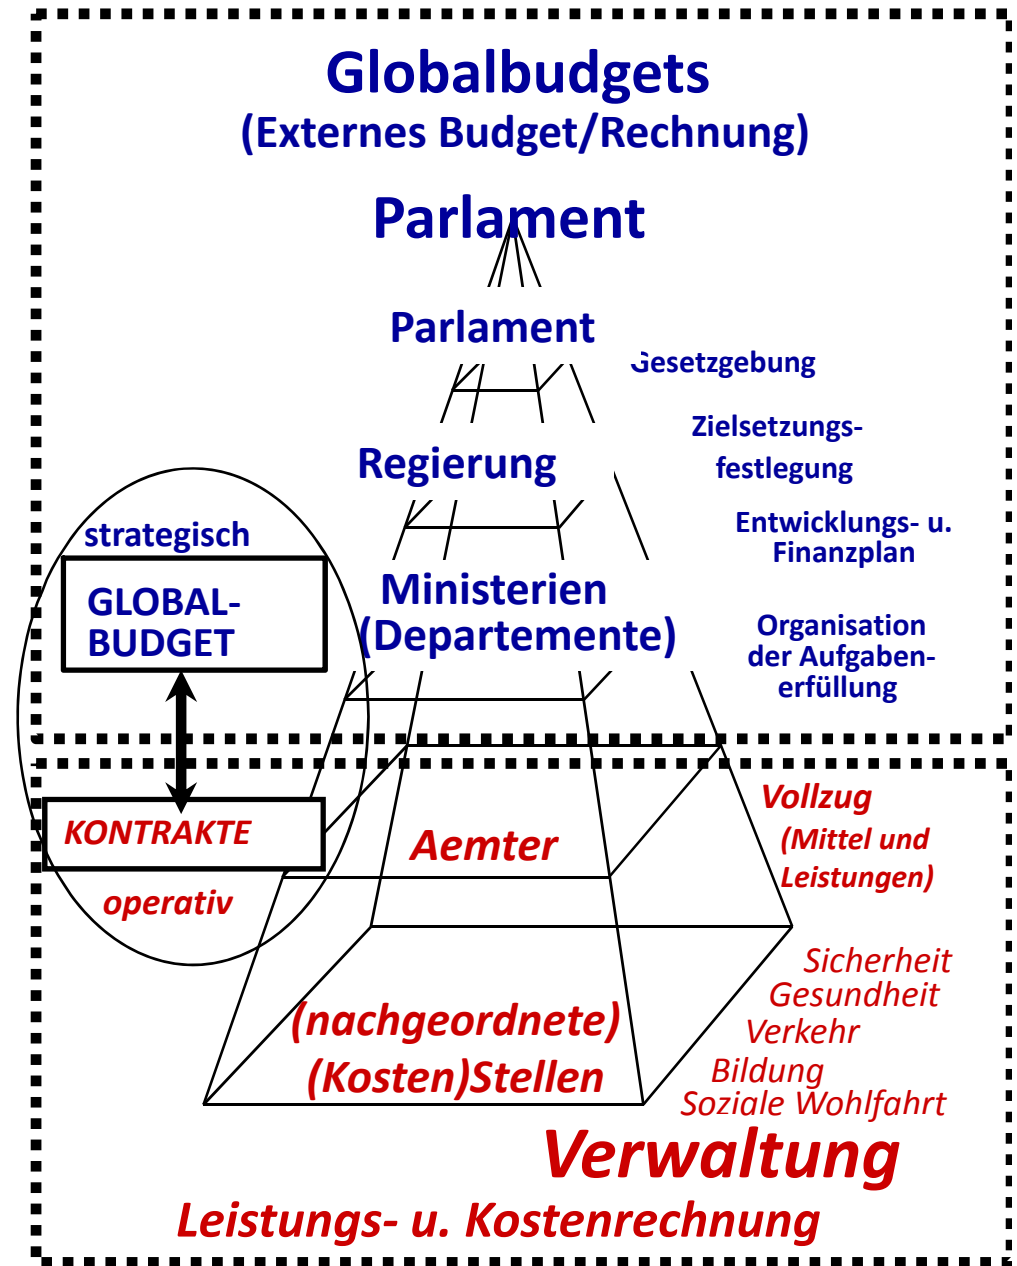 Globalbudgets
(Externes Budget/Rechnung)
Parlament
Parlament
Gesetzgebung
Zielsetzungs-
festlegung
Regierung
Entwicklungs- u.
Finanzplan
strategisch
GLOBAL-
BUDGET
Ministerien
(Departemente)
Organisation
der Aufgaben-
erfüllung
KONTRAKTE
operativ
Aemter
Vollzug
(Mittel und
Leistungen)
Sicherheit
Gesundheit
Verkehr
Bildung
Soziale Wohlfahrt
(nachgeordnete)
(Kosten)Stellen
Verwaltung
Leistungs- u. Kostenrechnung